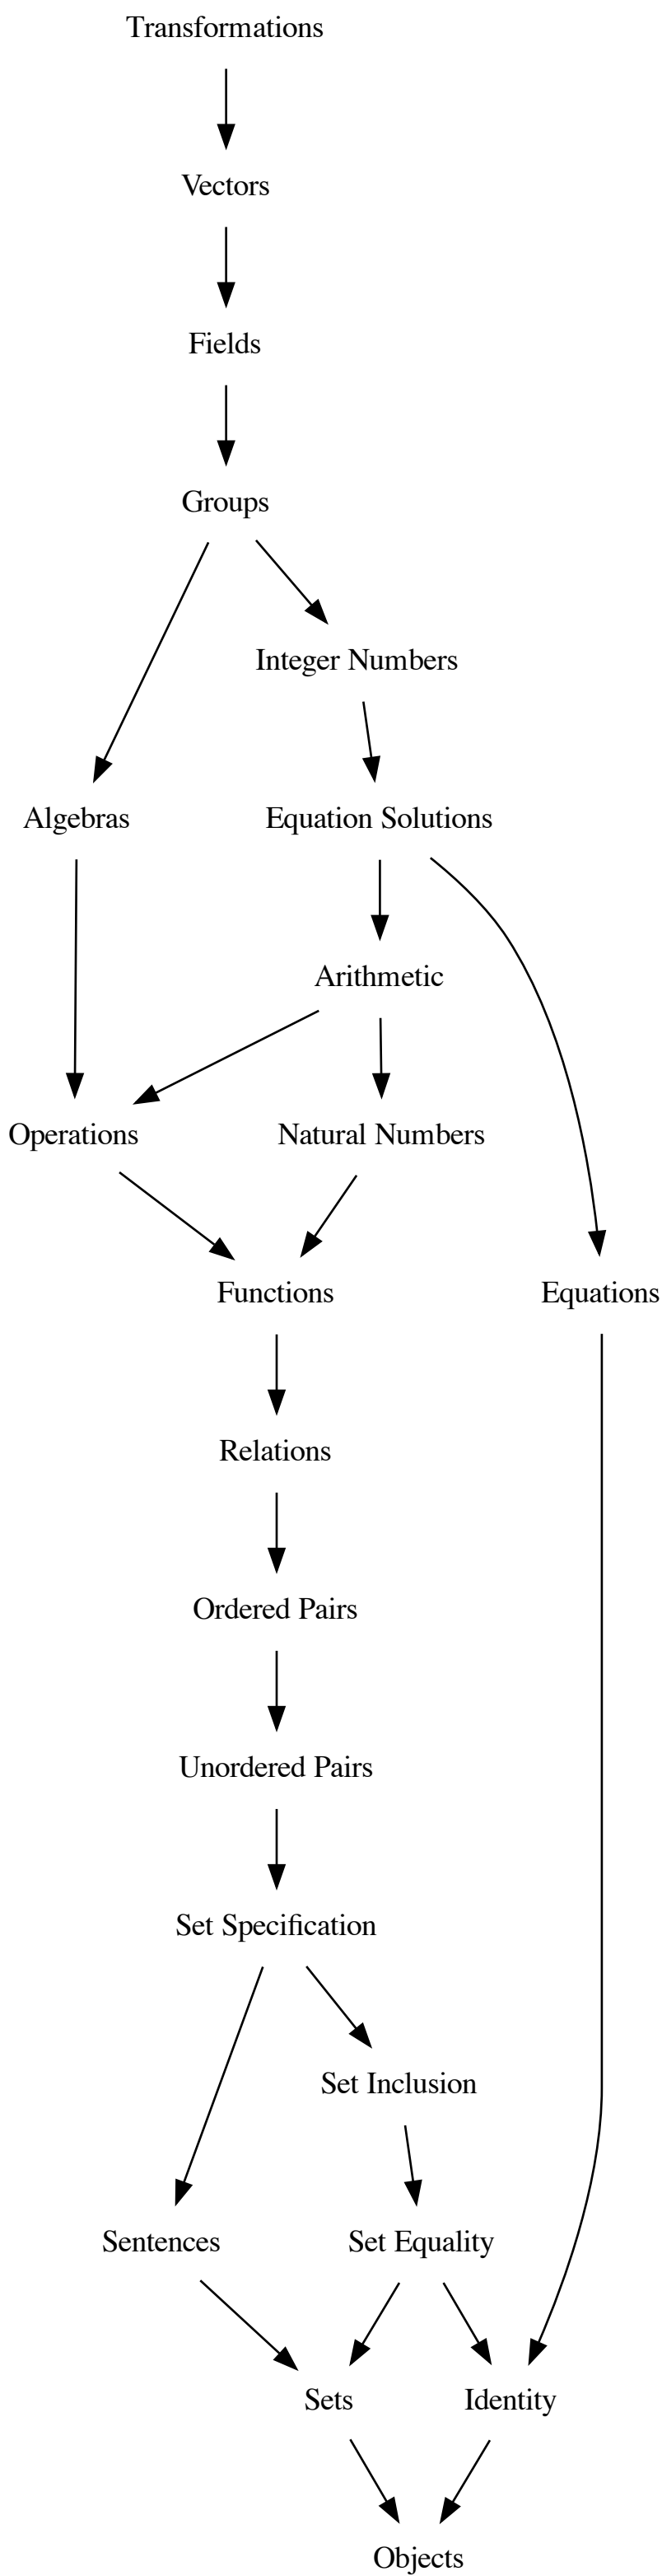 Transformations
Vectors
Fields
Groups
Integer Numbers
Algebras
Equation Solutions
Arithmetic
Operations
Natural Numbers
Functions
Equations
Relations
Ordered Pairs
Unordered Pairs
Set Specification
Set Inclusion
Sentences
Set Equality
Sets
Identity
Objects